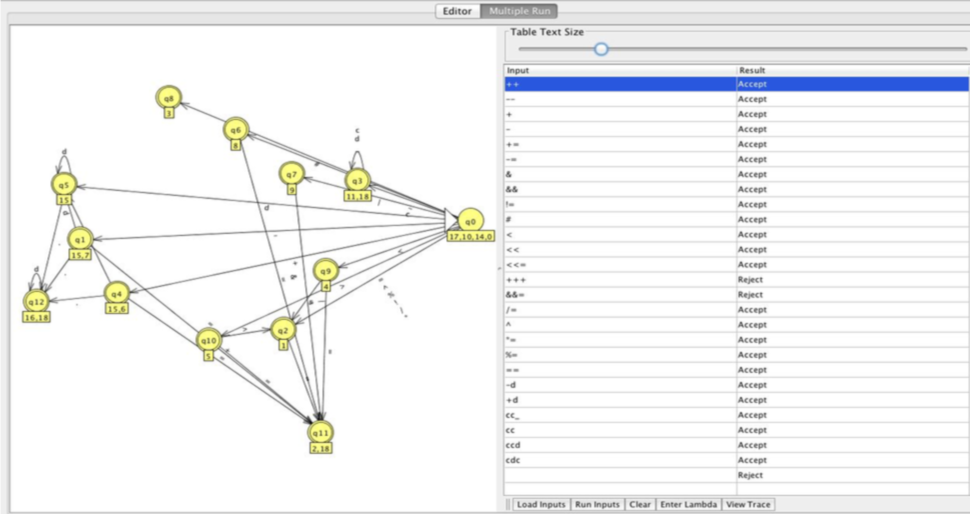 Editor Multiple Run
Table Text Size
Input Result
++ Accept
-- Accept
+ Accept
- Accept
+= Accept
-= Accept
& Accept
&& Accept
!= Accept
# Accept
< Accept
<< Accept
<<= Accept
+++ Reject
&&= Reject
/= Accept
^ Accept
*= Accept
%= Accept
== Accept
-d Accept
+d Accept
cc_ Accept
cc Accept
ccd Accept
cdc Accept
Reject
Load Inputs Run Inputs Clear Enter Lambda View Trace
q8
3
q6
8
c
d
q7
9
q3
11,18
d
q5
15
q0
17,10,14,0
d
q1
15,7
q9
4
d
q12
16,18
q4
15,6
q10
5
q2
1
q11
2,18